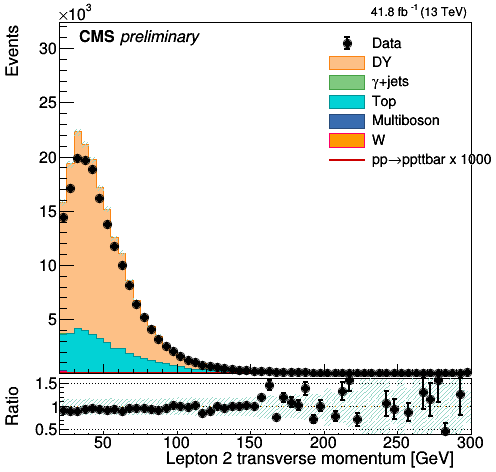 ×10³
41.8 fb⁻¹ (13 TeV)
CMS preliminary
Events
30
25
20
15
10
5
Data
DY
γ+jets
Top
Multiboson
W
pp→ppttbar x 1000
Ratio
1.5
1
0.5
50 100 150 200 250 300
Lepton 2 transverse momentum [GeV]